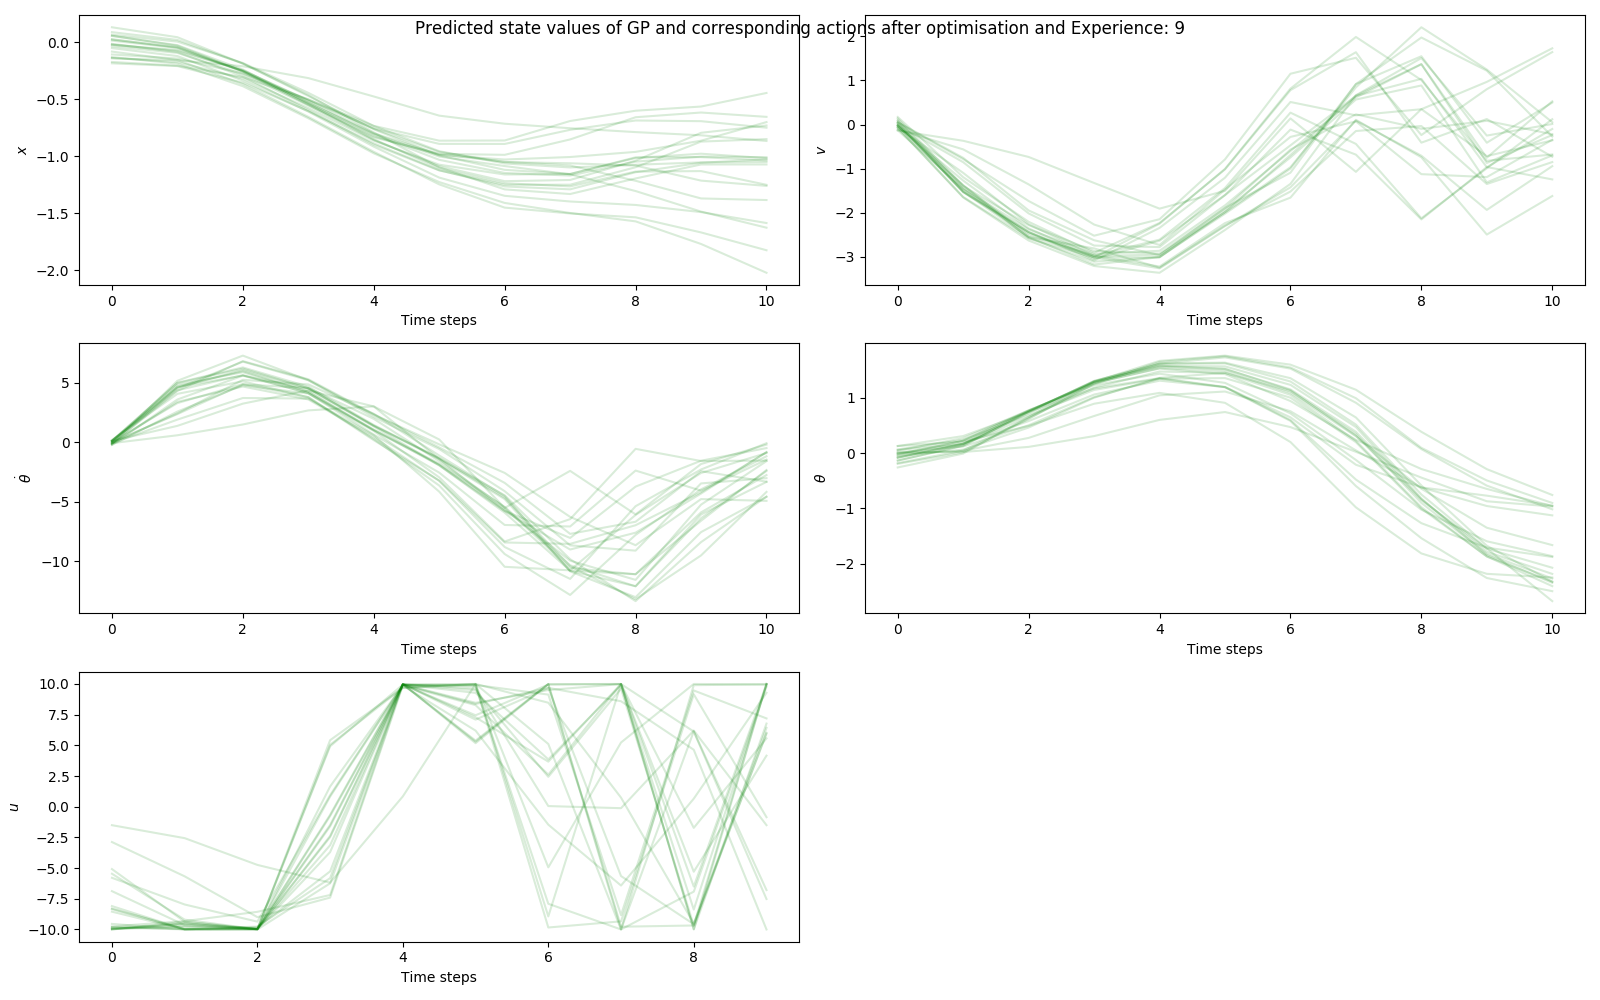 Predicted state values of GP and corresponding actions after optimisation and Experience: 9
0.0
−0.5
−1.0
−1.5
−2.0
x
0 2 4 6 8 10
Time steps
2
1
0
−1
−2
−3
v
0 2 4 6 8 10
Time steps
5
0
−5
−10
θ̇
0 2 4 6 8 10
Time steps
1
0
−1
−2
θ
0 2 4 6 8 10
Time steps
10.0
7.5
5.0
2.5
0.0
−2.5
−5.0
−7.5
−10.0
u
0 2 4 6 8
Time steps